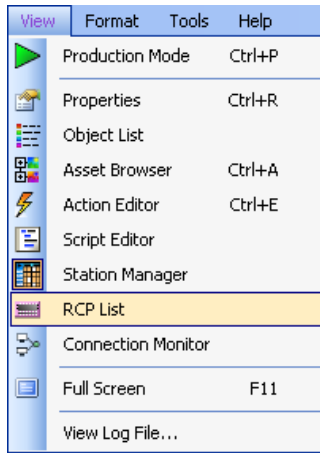 View Format Tools Help
Production Mode Ctrl+P
Properties Ctrl+R
Object List
Asset Browser Ctrl+A
Action Editor Ctrl+E
Script Editor
Station Manager
RCP List
Connection Monitor
Full Screen F11
View Log File...